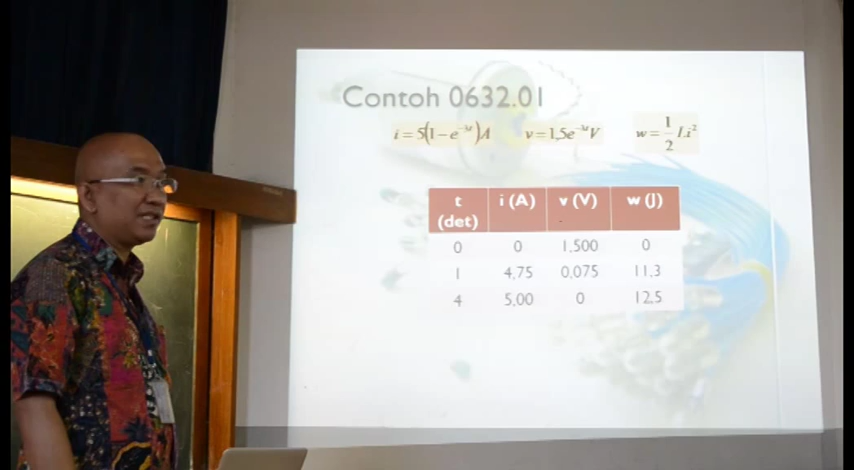 Contoh 0632.01
i = 5(1 − e⁻³ᵗ)A v = 1,5e⁻³ᵗV w = 1/2 Li²
t (det) i (A) v (V) w (J)
0 0 1,500 0
1 4,75 0,075 11,3
4 5,00 0 12,5